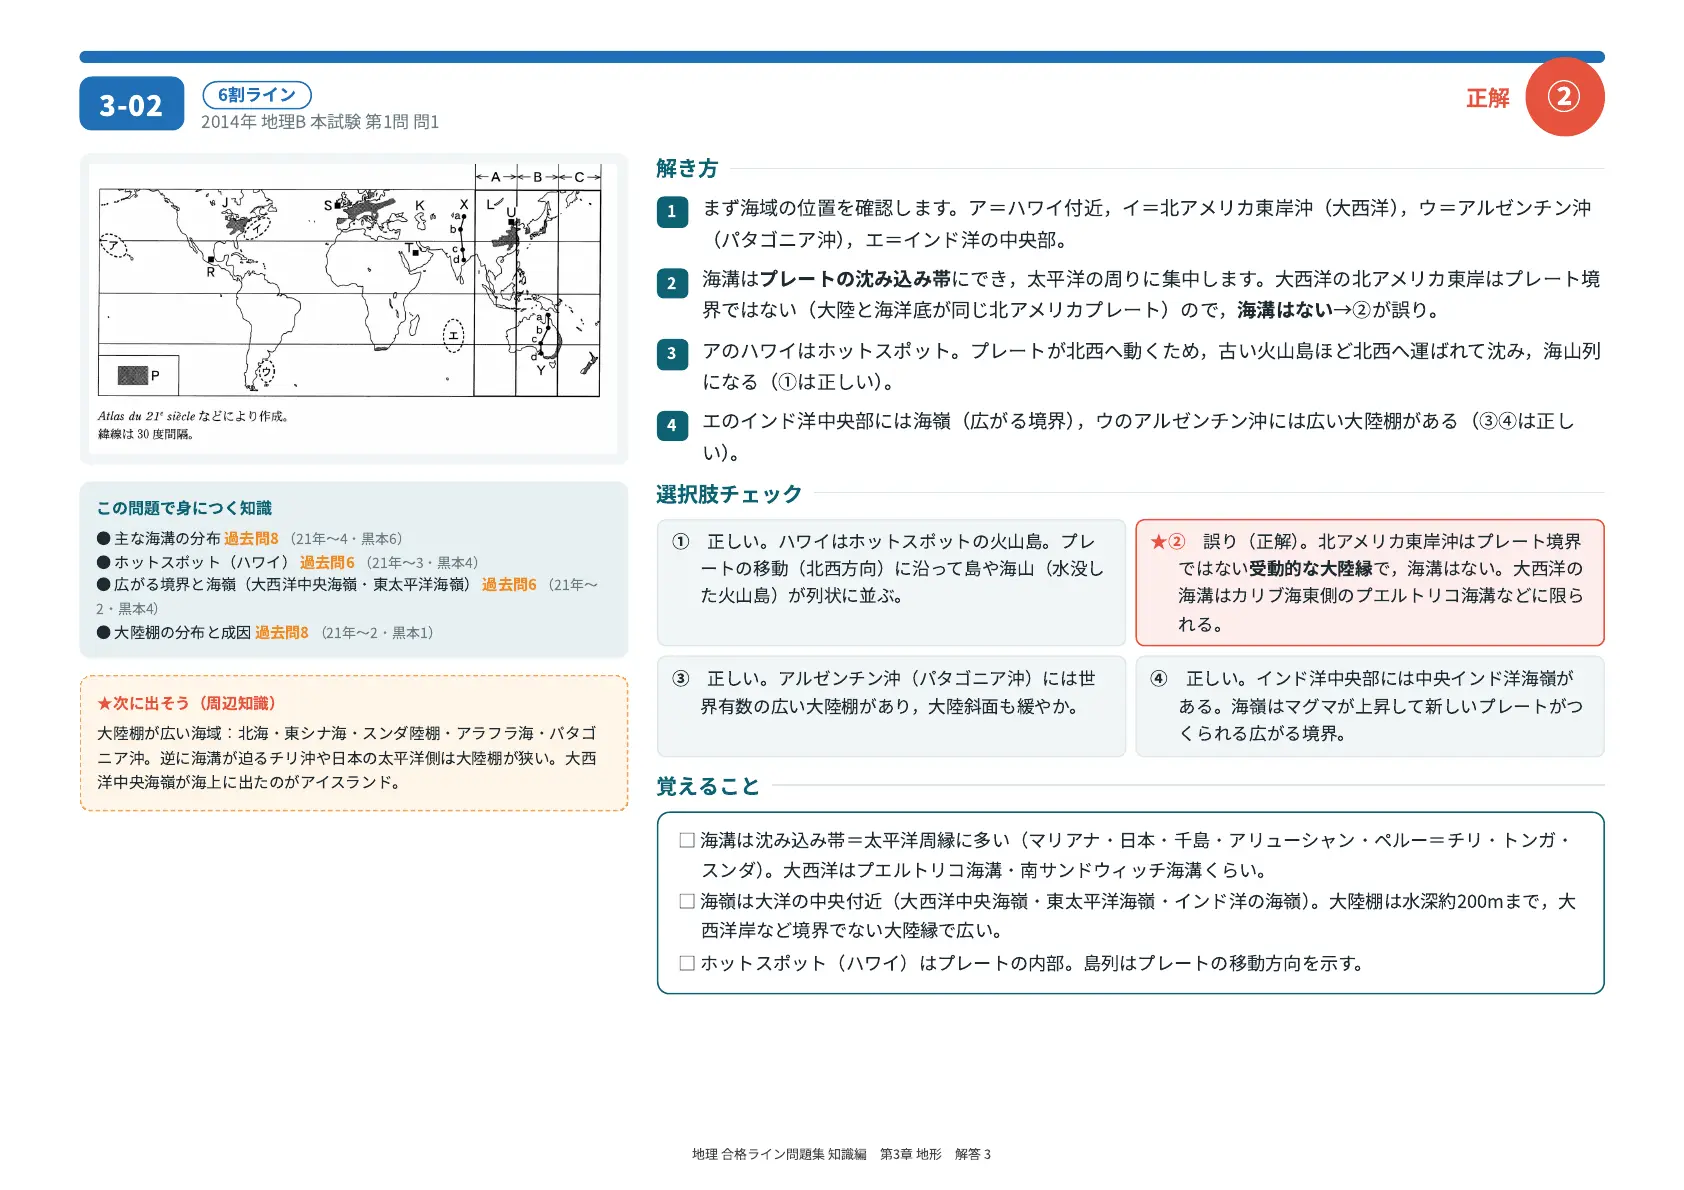 3-02
6割ライン
2014年 地理B 本試験 第1問 問1
正解 ②
A B C
J S K X L U
ア イ a b c d T R
エ a b c d Y
ウ
P
Atlas du 21e siècle などにより作成。
緯線は 30 度間隔。
この問題で身につく知識
● 主な海溝の分布 過去問8 （21年〜4・黒本6）
● ホットスポット（ハワイ） 過去問6 （21年〜3・黒本4）
● 広がる境界と海嶺（大西洋中央海嶺・東太平洋海嶺） 過去問6 （21年〜
2・黒本4）
● 大陸棚の分布と成因 過去問8 （21年〜2・黒本1）
★次に出そう（周辺知識）
大陸棚が広い海域：北海・東シナ海・スンダ陸棚・アラフラ海・パタゴ
ニア沖。逆に海溝が迫るチリ沖や日本の太平洋側は大陸棚が狭い。大西
洋中央海嶺が海上に出たのがアイスランド。
解き方
1 まず海域の位置を確認します。ア＝ハワイ付近，イ＝北アメリカ東岸沖（大西洋），ウ＝アルゼンチン沖
（パタゴニア沖），エ＝インド洋の中央部。
2 海溝はプレートの沈み込み帯にでき，太平洋の周りに集中します。大西洋の北アメリカ東岸はプレート境
界ではない（大陸と海洋底が同じ北アメリカプレート）ので，海溝はない→②が誤り。
3 アのハワイはホットスポット。プレートが北西へ動くため，古い火山島ほど北西へ運ばれて沈み，海山列
になる（①は正しい）。
4 エのインド洋中央部には海嶺（広がる境界），ウのアルゼンチン沖には広い大陸棚がある（③④は正し
い）。
選択肢チェック
① 正しい。ハワイはホットスポットの火山島。プレ
ートの移動（北西方向）に沿って島や海山（水没し
た火山島）が列状に並ぶ。
★② 誤り（正解）。北アメリカ東岸沖はプレート境界
ではない受動的な大陸縁で，海溝はない。大西洋の
海溝はカリブ海東側のプエルトリコ海溝などに限ら
れる。
③ 正しい。アルゼンチン沖（パタゴニア沖）には世
界有数の広い大陸棚があり，大陸斜面も緩やか。
④ 正しい。インド洋中央部には中央インド洋海嶺が
ある。海嶺はマグマが上昇して新しいプレートがつ
くられる広がる境界。
覚えること
□ 海溝は沈み込み帯＝太平洋周縁に多い（マリアナ・日本・千島・アリューシャン・ペルー＝チリ・トンガ・
スンダ）。大西洋はプエルトリコ海溝・南サンドウィッチ海溝くらい。
□ 海嶺は大洋の中央付近（大西洋中央海嶺・東太平洋海嶺・インド洋の海嶺）。大陸棚は水深約200mまで，大
西洋岸など境界でない大陸縁で広い。
□ ホットスポット（ハワイ）はプレートの内部。島列はプレートの移動方向を示す。
地理 合格ライン問題集 知識編 第3章 地形 解答 3